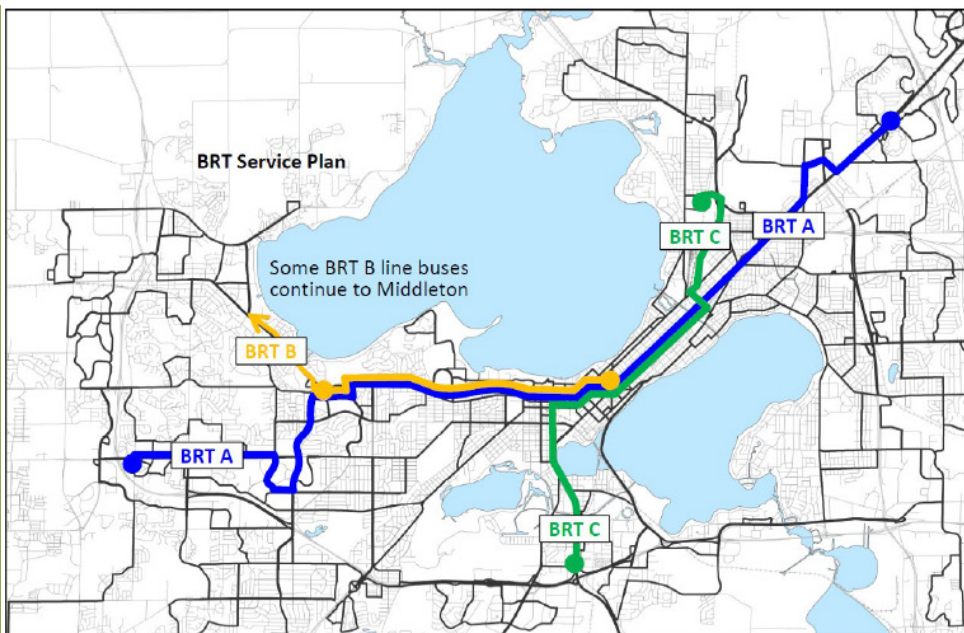 BRT Service Plan
BRT C
BRT A
Some BRT B line buses
continue to Middleton
BRT B
BRT A
BRT C